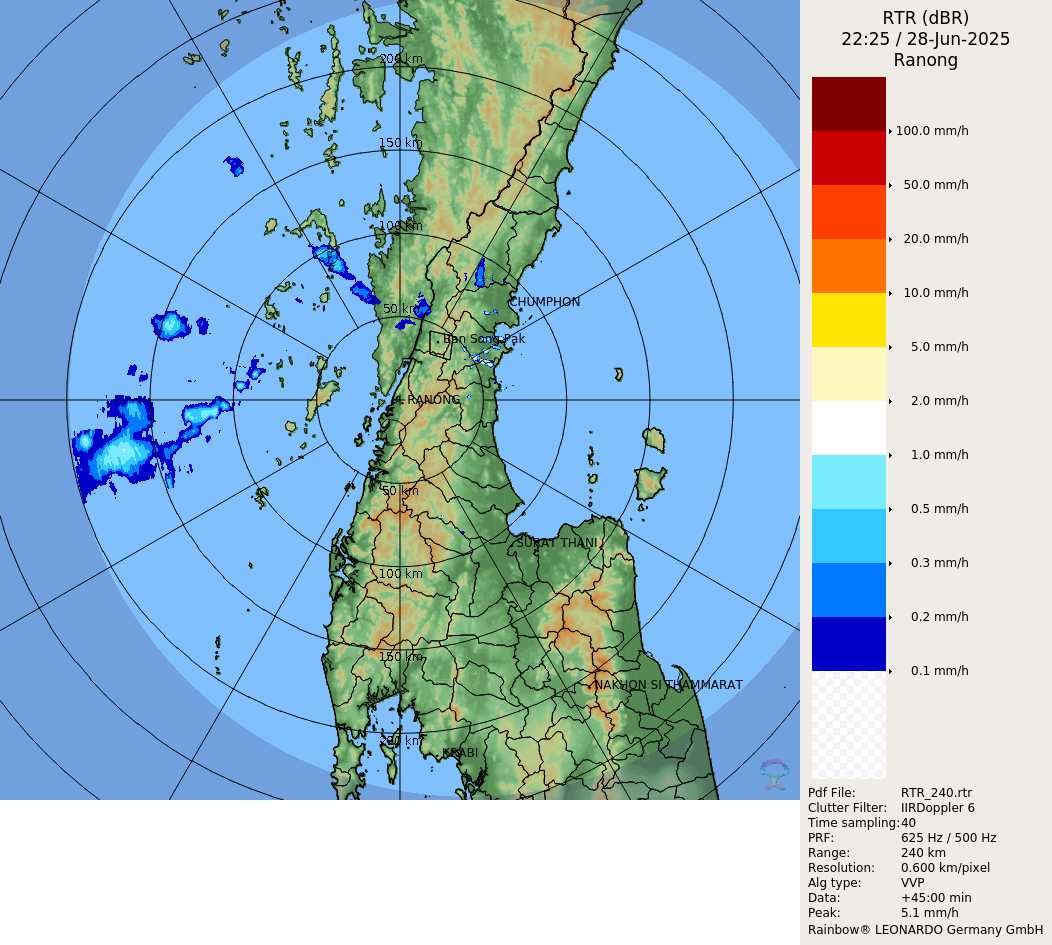 RTR (dBR)
22:25 / 28-Jun-2025
Ranong
100.0 mm/h
50.0 mm/h
20.0 mm/h
10.0 mm/h
5.0 mm/h
2.0 mm/h
1.0 mm/h
0.5 mm/h
0.3 mm/h
0.2 mm/h
0.1 mm/h
200 km
150 km
100 km
50 km
CHUMPHON
Ban Song Pak
RANONG
50 km
SURAT THANI
100 km
150 km
NAKHON SI THAMMARAT
200 km
KRABI
Pdf File: RTR_240.rtr
Clutter Filter: IIRDoppler 6
Time sampling: 40
PRF: 625 Hz / 500 Hz
Range: 240 km
Resolution: 0.600 km/pixel
Alg type: VVP
Data: +45:00 min
Peak: 5.1 mm/h
Rainbow® LEONARDO Germany GmbH